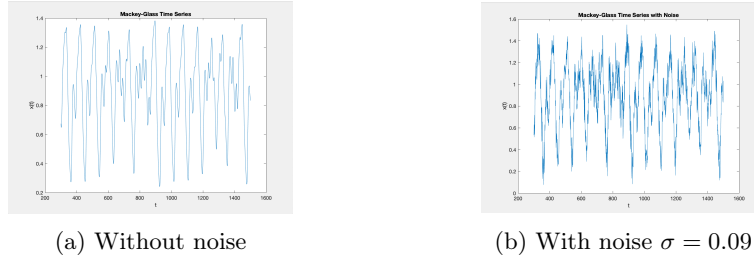 Mackey-Glass Time Series
1.4
1.2
1
0.8
0.6
0.4
0.2
x(t)
200 400 600 800 1000 1200 1400 1600
t
(a) Without noise
Mackey-Glass Time Series with Noise
1.6
1.4
1.2
1
0.8
0.6
0.4
0.2
0
x(t)
200 400 600 800 1000 1200 1400 1600
t
(b) With noise σ = 0.09